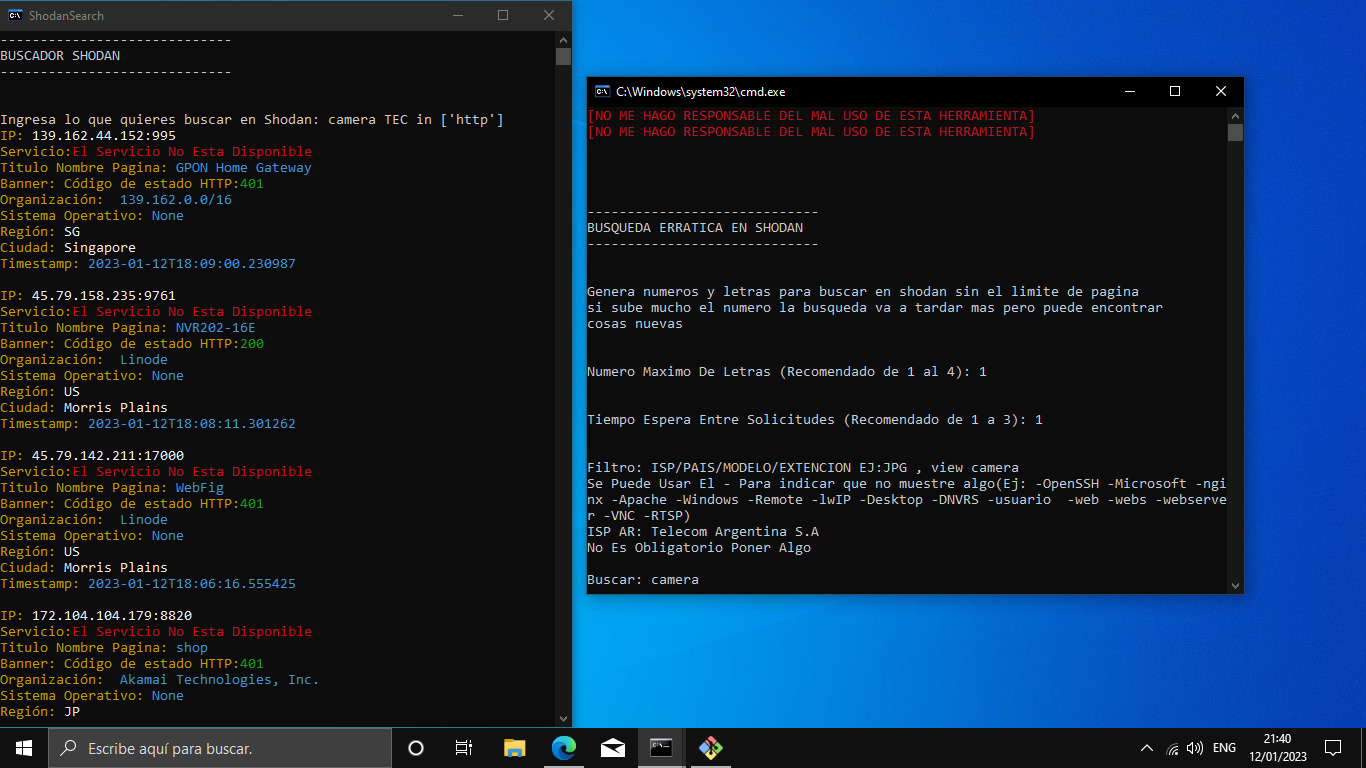 ShodanSearch
-----------------------------
BUSCADOR SHODAN
-----------------------------
Ingresa lo que quieres buscar en Shodan: camera TEC in ['http']
IP: 139.162.44.152:995
Servicio:El Servicio No Esta Disponible
Titulo Nombre Pagina: GPON Home Gateway
Banner: Código de estado HTTP:401
Organización:  139.162.0.0/16
Sistema Operativo: None
Región: SG
Ciudad: Singapore
Timestamp: 2023-01-12T18:09:00.230987
IP: 45.79.158.235:9761
Servicio:El Servicio No Esta Disponible
Titulo Nombre Pagina: NVR202-16E
Banner: Código de estado HTTP:200
Organización:  Linode
Sistema Operativo: None
Región: US
Ciudad: Morris Plains
Timestamp: 2023-01-12T18:08:11.301262
IP: 45.79.142.211:17000
Servicio:El Servicio No Esta Disponible
Titulo Nombre Pagina: WebFig
Banner: Código de estado HTTP:401
Organización:  Linode
Sistema Operativo: None
Región: US
Ciudad: Morris Plains
Timestamp: 2023-01-12T18:06:16.555425
IP: 172.104.104.179:8820
Servicio:El Servicio No Esta Disponible
Titulo Nombre Pagina: shop
Banner: Código de estado HTTP:401
Organización:  Akamai Technologies, Inc.
Sistema Operativo: None
Región: JP
C:\Windows\system32\cmd.exe
[NO ME HAGO RESPONSABLE DEL MAL USO DE ESTA HERRAMIENTA]
[NO ME HAGO RESPONSABLE DEL MAL USO DE ESTA HERRAMIENTA]
-----------------------------
BUSQUEDA ERRATICA EN SHODAN
-----------------------------
Genera numeros y letras para buscar en shodan sin el limite de pagina
si sube mucho el numero la busqueda va a tardar mas pero puede encontrar
cosas nuevas
Numero Maximo De Letras (Recomendado de 1 al 4): 1
Tiempo Espera Entre Solicitudes (Recomendado de 1 a 3): 1
Filtro: ISP/PAIS/MODELO/EXTENCION EJ:JPG , view camera
Se Puede Usar El - Para indicar que no muestre algo(Ej: -OpenSSH -Microsoft -ngi
nx -Apache -Windows -Remote -lwIP -Desktop -DNVRS -usuario  -web -webs -webserve
r -VNC -RTSP)
ISP AR: Telecom Argentina S.A
No Es Obligatorio Poner Algo
Buscar: camera
Escribe aquí para buscar.
ENG
21:40
12/01/2023